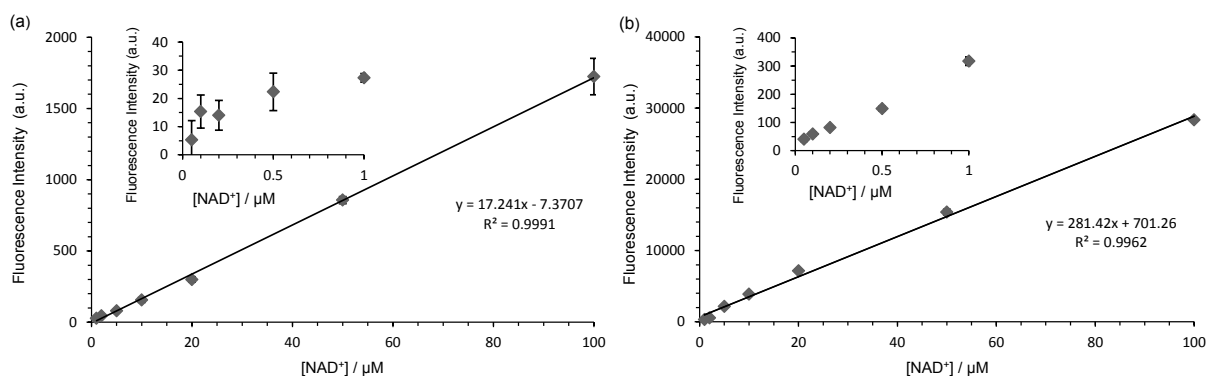 (a)
Fluorescence Intensity (a.u.)
2000
1500
1000
500
0
0 20 40 60 80 100
[NAD⁺] / µM
y = 17.241x - 7.3707
R² = 0.9991
Fluorescence Intensity (a.u.)
40
30
20
10
0
0 0.5 1
[NAD⁺] / µM
(b)
Fluorescence Intensity (a.u.)
40000
30000
20000
10000
0
0 20 40 60 80 100
[NAD⁺] / µM
y = 281.42x + 701.26
R² = 0.9962
Fluorescence Intensity (a.u.)
400
300
200
100
0
0 0.5 1
[NAD⁺] / µM